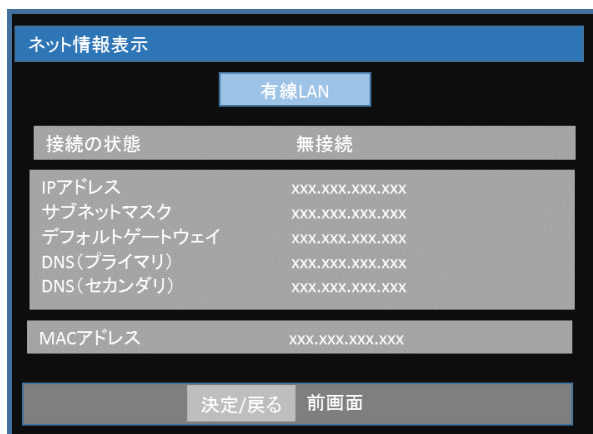 ネット情報表示
有線LAN
接続の状態 無接続
IPアドレス xxx.xxx.xxx.xxx
サブネットマスク xxx.xxx.xxx.xxx
デフォルトゲートウェイ xxx.xxx.xxx.xxx
DNS（プライマリ） xxx.xxx.xxx.xxx
DNS（セカンダリ） xxx.xxx.xxx.xxx
MACアドレス xxx.xxx.xxx.xxx
決定/戻る 前画面